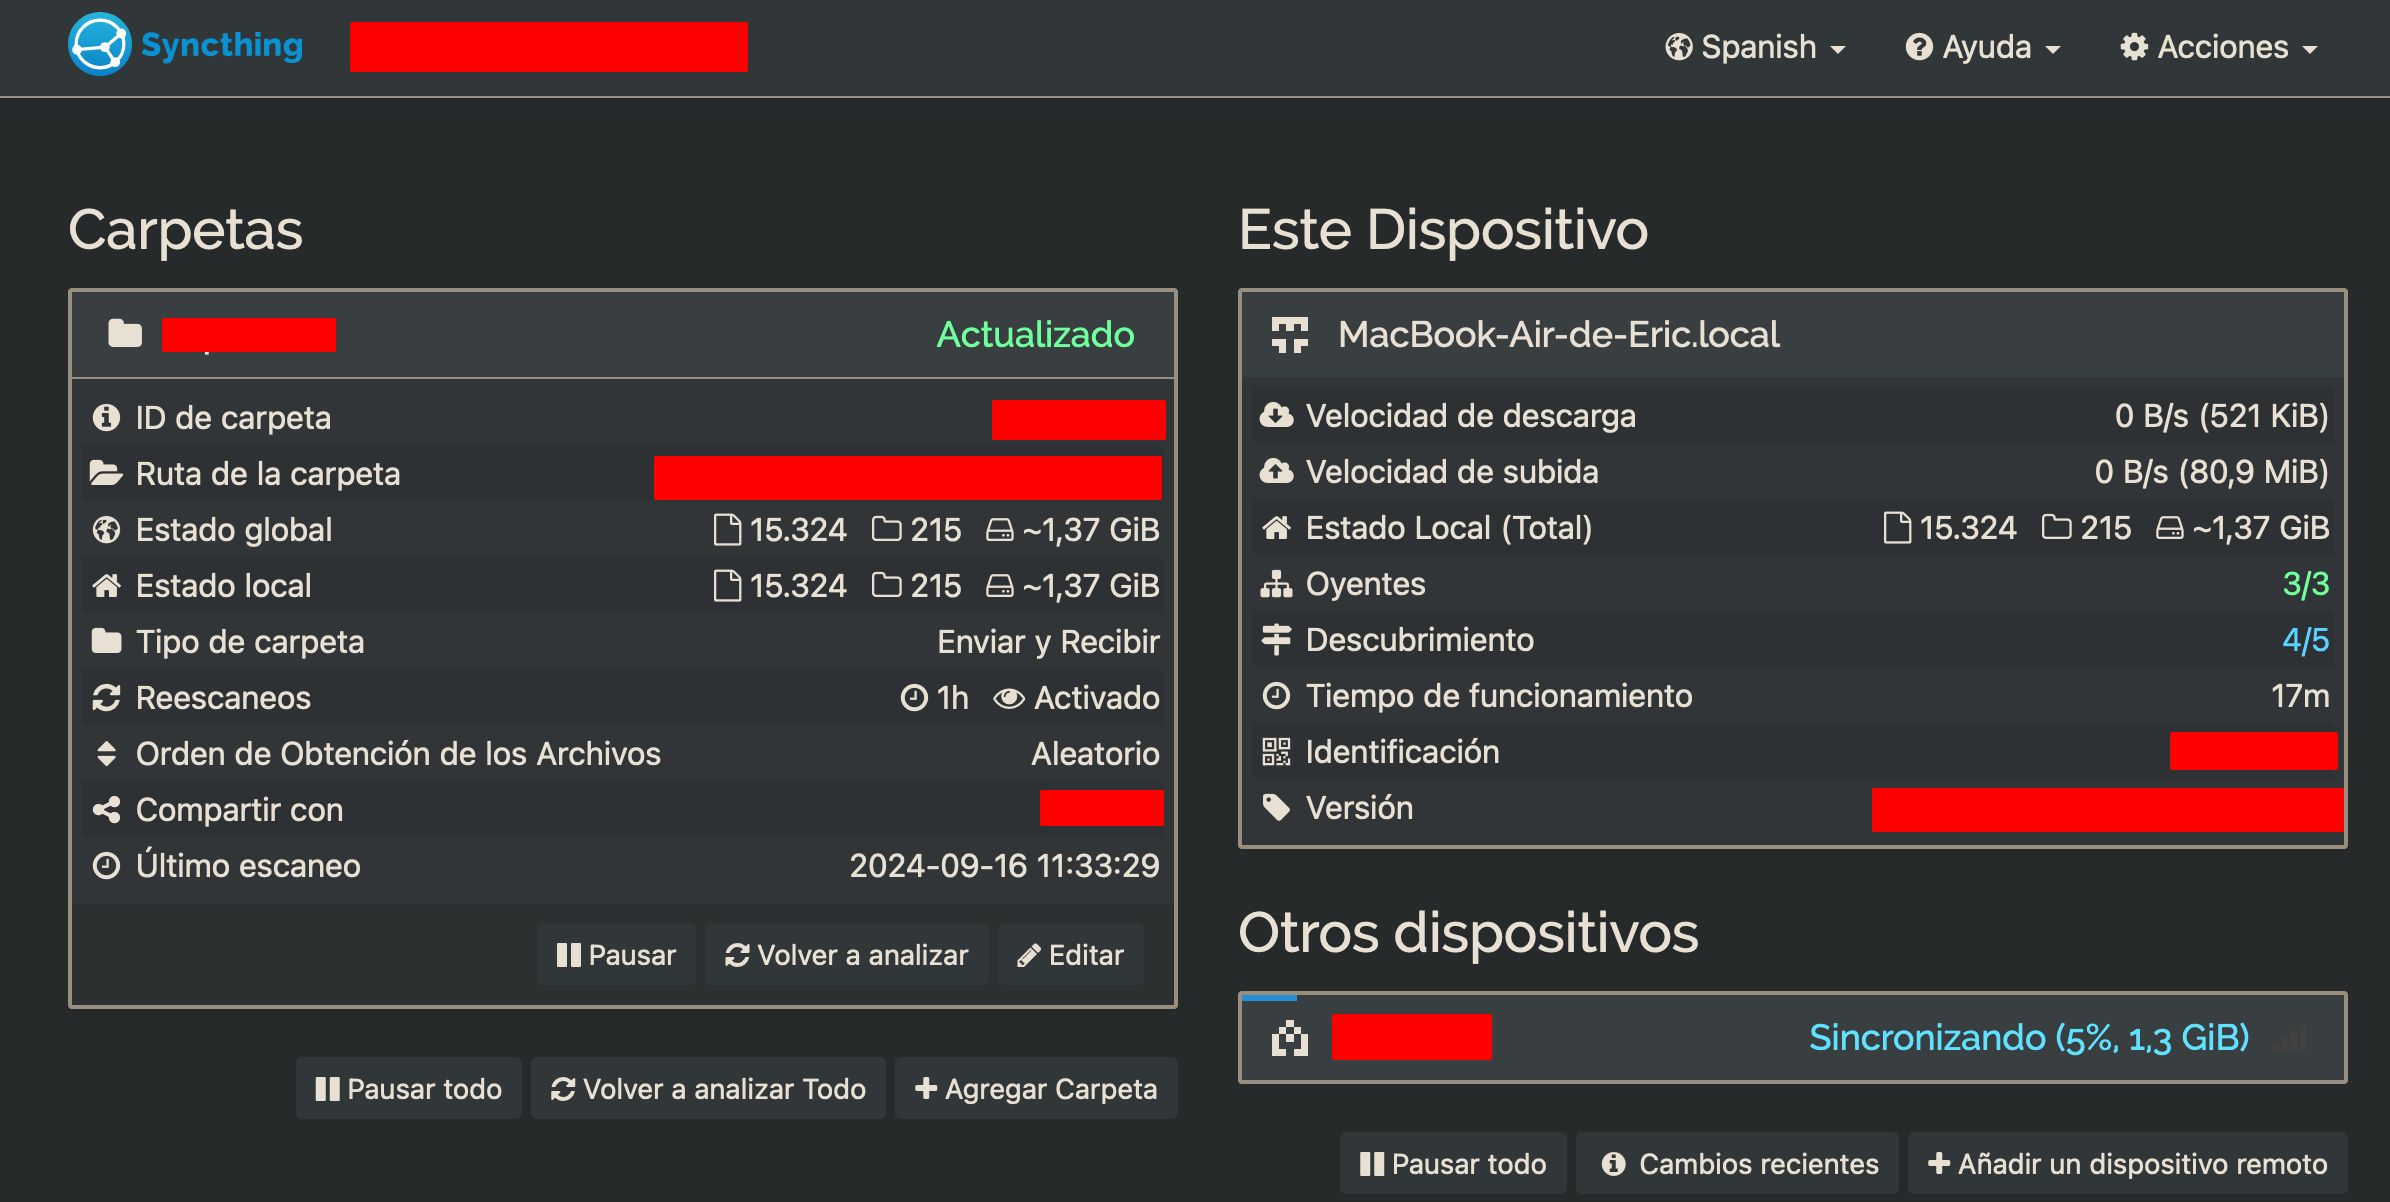 Syncthing
Spanish
Ayuda
Acciones
Carpetas
Actualizado
ID de carpeta
Ruta de la carpeta
Estado global 15.324 215 ~1,37 GiB
Estado local 15.324 215 ~1,37 GiB
Tipo de carpeta Enviar y Recibir
Reescaneos 1h Activado
Orden de Obtención de los Archivos Aleatorio
Compartir con
Último escaneo 2024-09-16 11:33:29
Pausar Volver a analizar Editar
Pausar todo Volver a analizar Todo Agregar Carpeta
Este Dispositivo
MacBook-Air-de-Eric.local
Velocidad de descarga 0 B/s (521 KiB)
Velocidad de subida 0 B/s (80,9 MiB)
Estado Local (Total) 15.324 215 ~1,37 GiB
Oyentes 3/3
Descubrimiento 4/5
Tiempo de funcionamiento 17m
Identificación
Versión
Otros dispositivos
Sincronizando (5%, 1,3 GiB)
Pausar todo Cambios recientes Añadir un dispositivo remoto